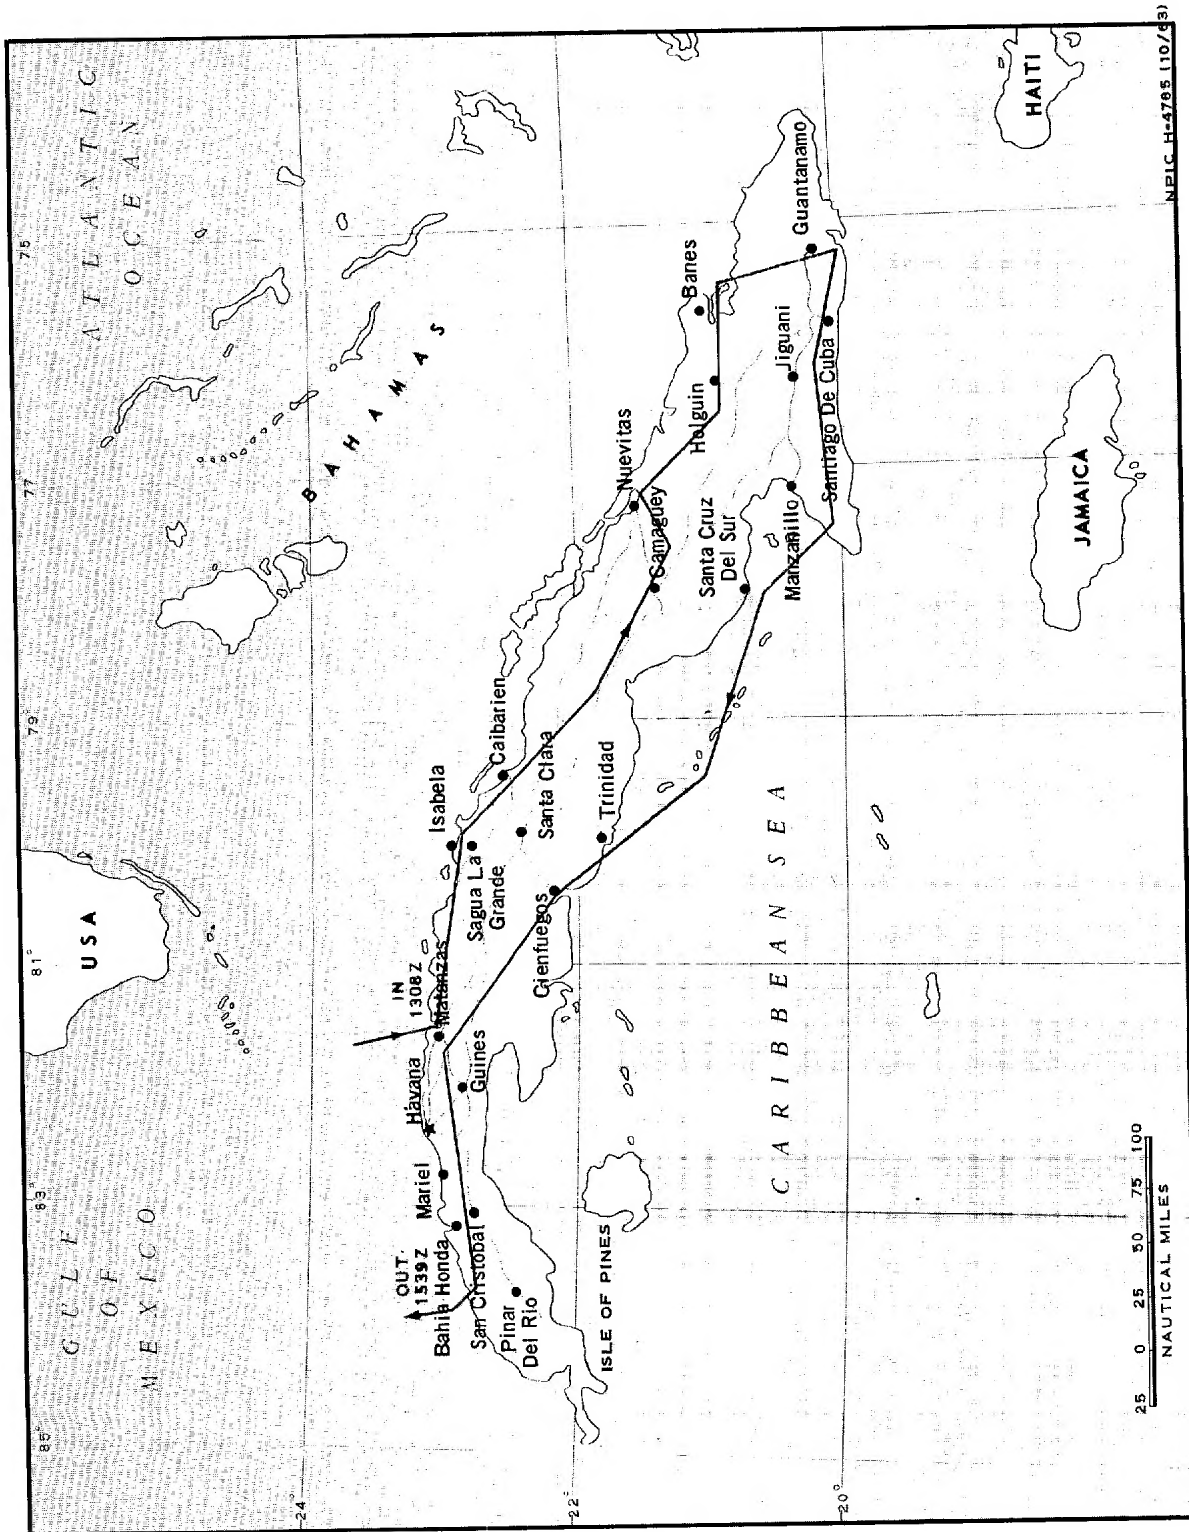 85°
83°
81°
79
77°
75°
GULF
OF
MEXICO
USA
ATLANTIC
OCEAN
BAHAMAS
24°
22°
20°
OUT
1539Z
IN
1308Z
Bahia Honda
Mariel
Havana
Matanzas
San Cristobal
Guines
Pinar
Del Rio
Isabela
Sagua La
Grande
Caibarien
Santa Clara
Cienfuegos
Trinidad
Nuevitas
Camaguey
Santa Cruz
Del Sur
Holguin
Banes
Manzanillo
Jiguani
Santiago De Cuba
Guantanamo
ISLE OF PINES
CARIBBEAN SEA
JAMAICA
HAITI
25 0 25 50 75 100
NAUTICAL MILES
NPIC H-4785 (10/63)